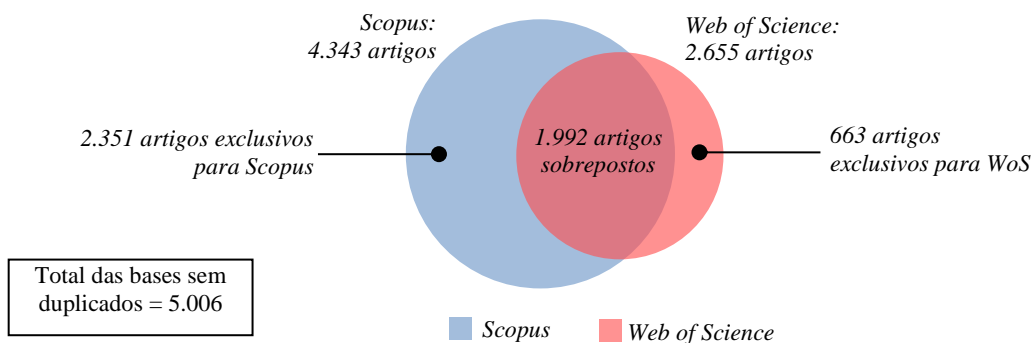 Scopus:
4.343 artigos
Web of Science:
2.655 artigos
2.351 artigos exclusivos
para Scopus
1.992 artigos
sobrepostos
663 artigos
exclusivos para WoS
Total das bases sem
duplicados = 5.006
Scopus
Web of Science